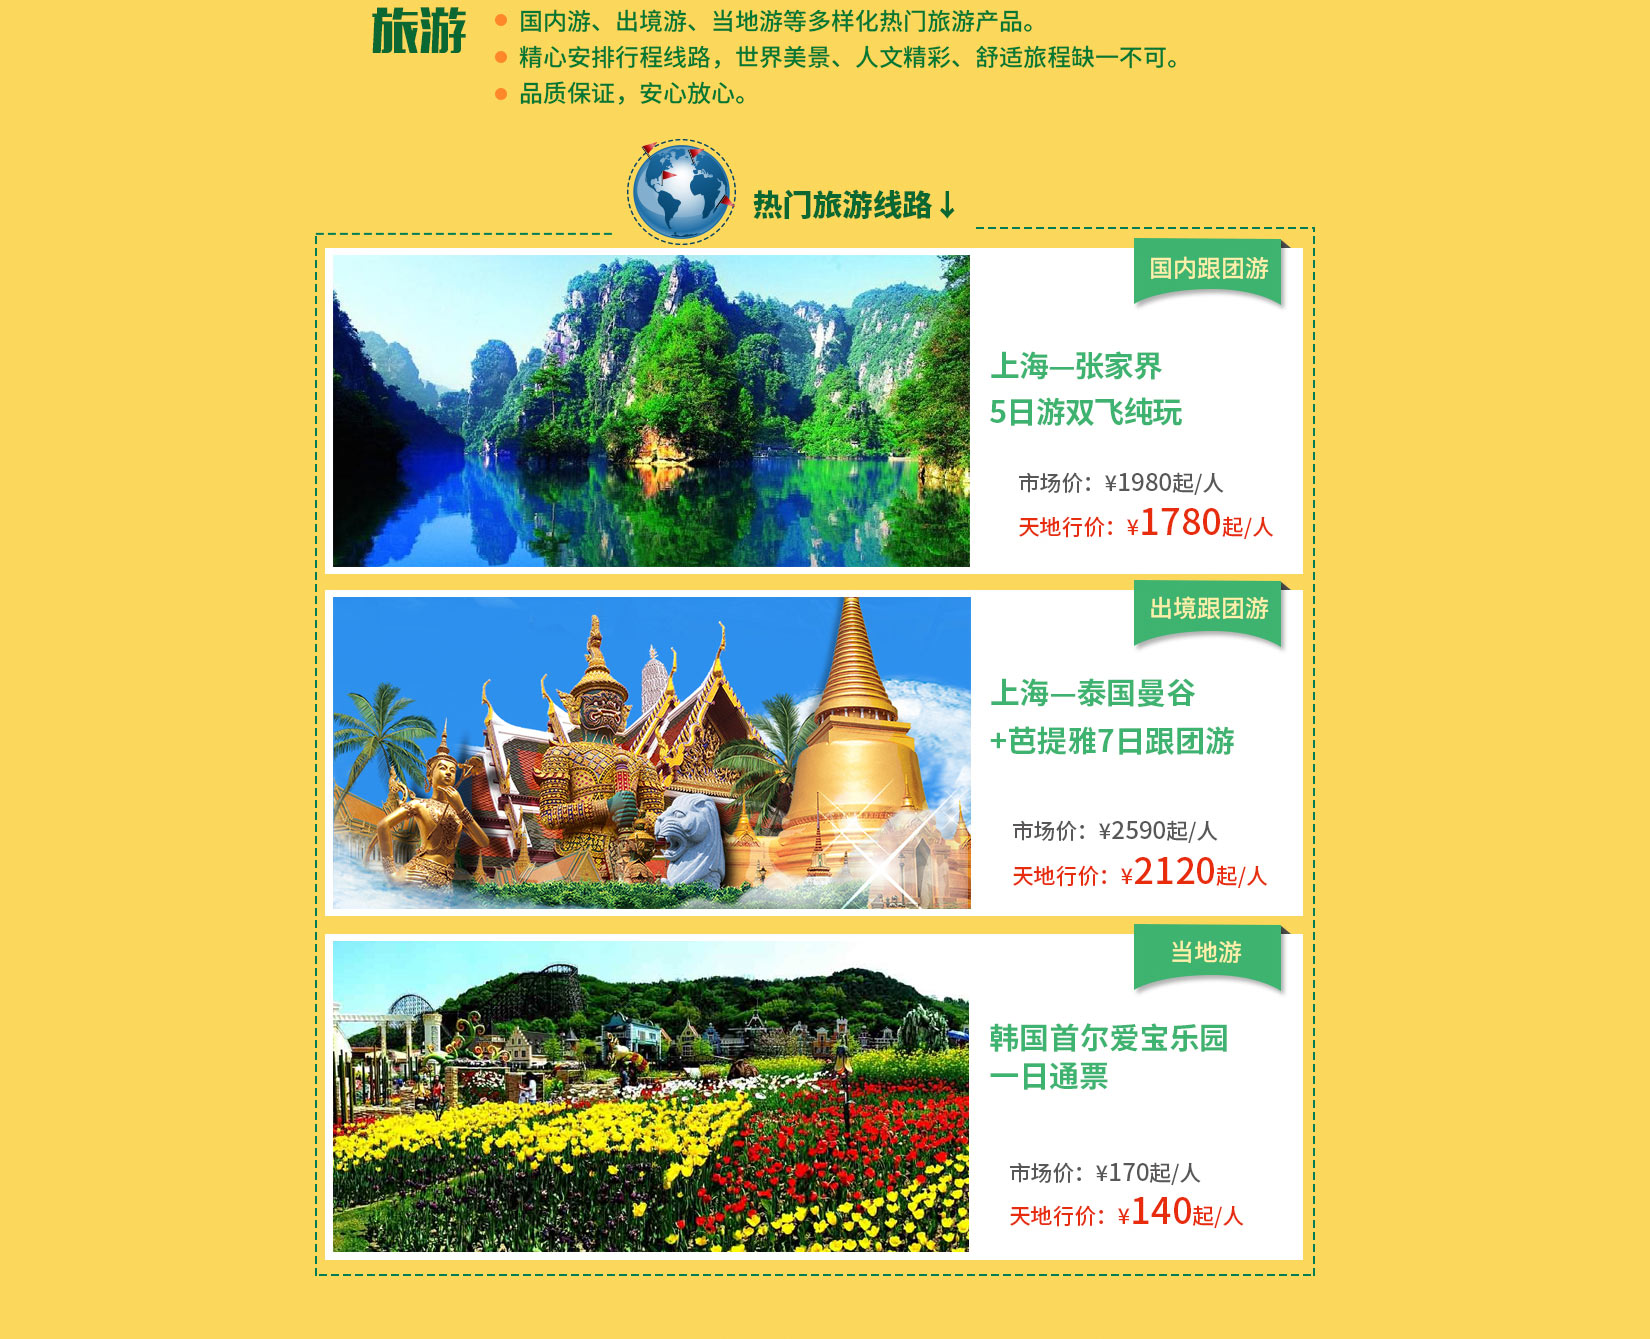 旅游
国内游、出境游、当地游等多样化热门旅游产品。
精心安排行程线路，世界美景、人文精彩、舒适旅程缺一不可。
品质保证，安心放心。
热门旅游线路↓
国内跟团游
上海—张家界
5日游双飞纯玩
市场价：¥1980起/人
天地行价：¥1780起/人
出境跟团游
上海—泰国曼谷
+芭提雅7日跟团游
市场价：¥2590起/人
天地行价：¥2120起/人
当地游
韩国首尔爱宝乐园
一日通票
市场价：¥170起/人
天地行价：¥140起/人